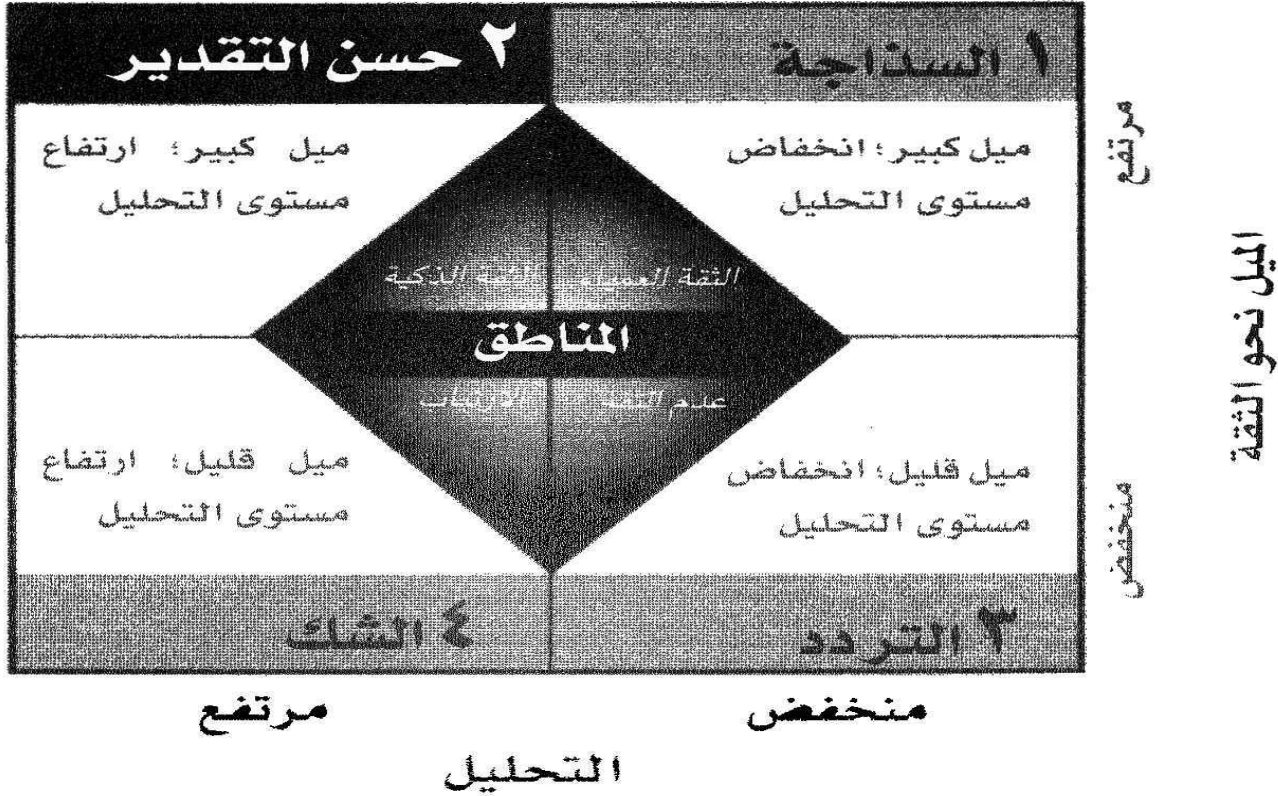 ١ السذاجة
٢ حسن التقدير
ميل كبير؛ انخفاض
مستوى التحليل
ميل كبير؛ ارتفاع
مستوى التحليل
الثقة العمياء
الثقة الذكية
المناطق
عدم الثقة
الارتياب
ميل قليل؛ انخفاض
مستوى التحليل
ميل قليل؛ ارتفاع
مستوى التحليل
٣ التردد
٤ الشك
مرتفع
منخفض
الميل نحو الثقة
منخفض
مرتفع
التحليل